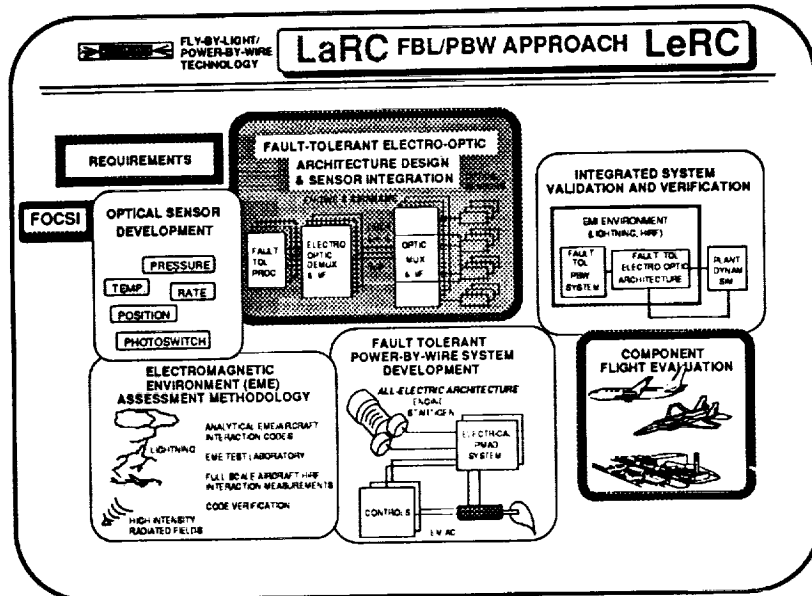 FLY-BY-LIGHT/
POWER-BY-WIRE
TECHNOLOGY
LaRC FBL/PBW APPROACH LeRC
REQUIREMENTS
FOCSI
OPTICAL SENSOR
DEVELOPMENT
PRESSURE
TEMP
RATE
POSITION
PHOTOSWITCH
FAULT-TOLERANT ELECTRO-OPTIC
ARCHITECTURE DESIGN
& SENSOR INTEGRATION
ENGINE & AIRFRAME
FAULT
TOL
PROC
ELECTRO
OPTIC
DEMUX
& I/F
OPTIC
MUX
& I/F
INTEGRATED SYSTEM
VALIDATION AND VERIFICATION
EMI ENVIRONMENT
(LIGHTNING, HIRF)
FAULT
TOL
PBW
SYSTEM
FAULT TOL
ELECTRO OPTIC
ARCHITECTURE
PLANT
DYNAM
SIM
ELECTROMAGNETIC
ENVIRONMENT (EME)
ASSESSMENT METHODOLOGY
LIGHTNING
HIGH INTENSITY
RADIATED FIELDS
ANALYTICAL EME/AIRCRAFT
INTERACTION CODES
EME TEST LABORATORY
FULL SCALE AIRCRAFT HIRF
INTERACTION MEASUREMENTS
CODE VERIFICATION
FAULT TOLERANT
POWER-BY-WIRE SYSTEM
DEVELOPMENT
ALL-ELECTRIC ARCHITECTURE
ENGINE
START/GEN
ELECTRICAL
PMAD
SYSTEM
CONTROLS
COMPONENT
FLIGHT EVALUATION